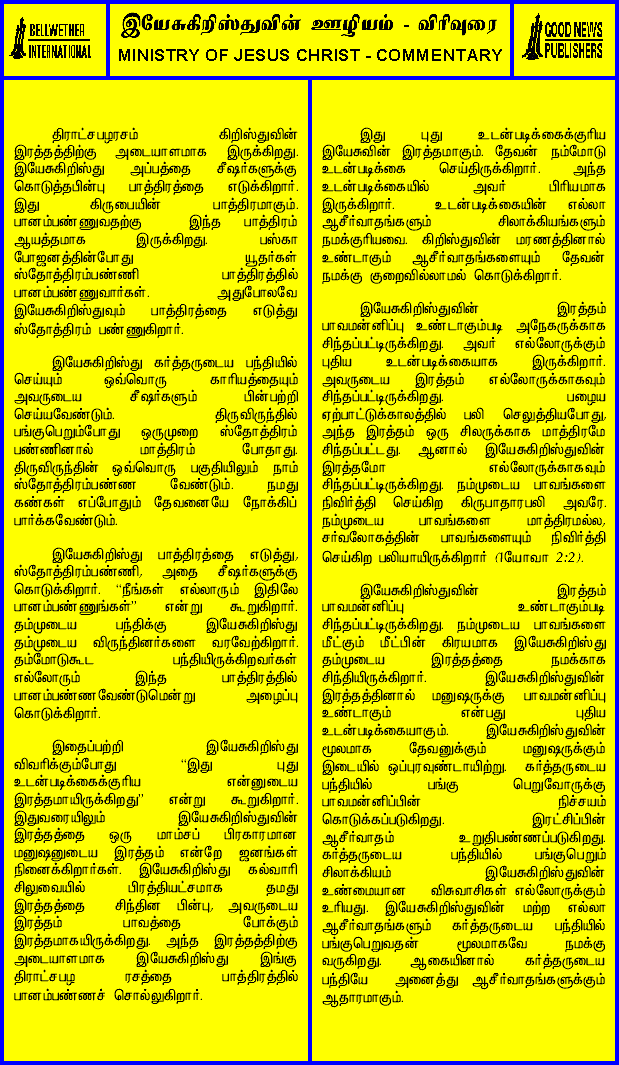 BELLWETHER
INTERNATIONAL
இயேசுகிறிஸ்துவின் ஊழியம் - விரிவுரை
MINISTRY OF JESUS CHRIST - COMMENTARY
GOOD NEWS
PUBLISHERS
திராட்சபழரசம் கிறிஸ்துவின்
இரத்தத்திற்கு அடையாளமாக இருக்கிறது.
இயேசுகிறிஸ்து அப்பத்தை சீஷர்களுக்கு
கொடுத்தபின்பு பாத்திரத்தை எடுக்கிறார்.
இது கிருபையின் பாத்திரமாகும்.
பானம்பண்ணுவதற்கு இந்த பாத்திரம்
ஆயத்தமாக இருக்கிறது. பஸ்கா
போஜனத்தின்போது யூதர்கள்
ஸ்தோத்திரம்பண்ணி பாத்திரத்தில்
பானம்பண்ணுவார்கள். அதுபோலவே
இயேசுகிறிஸ்துவும் பாத்திரத்தை எடுத்து
ஸ்தோத்திரம் பண்ணுகிறார்.
இயேசுகிறிஸ்து கர்த்தருடைய பந்தியில்
செய்யும் ஒவ்வொரு காரியத்தையும்
அவருடைய சீஷர்களும் பின்பற்றி
செய்யவேண்டும். திருவிருந்தில்
பங்குபெறும்போது ஒருமுறை ஸ்தோத்திரம்
பண்ணினால் மாத்திரம் போதாது.
திருவிருந்தின் ஒவ்வொரு பகுதியிலும் நாம்
ஸ்தோத்திரம்பண்ண வேண்டும். நமது
கண்கள் எப்போதும் தேவனையே நோக்கிப்
பார்க்கவேண்டும்.
இயேசுகிறிஸ்து பாத்திரத்தை எடுத்து,
ஸ்தோத்திரம்பண்ணி, அதை சீஷர்களுக்கு
கொடுக்கிறார். “நீங்கள் எல்லாரும் இதிலே
பானம்பண்ணுங்கள்” என்று கூறுகிறார்.
தம்முடைய பந்திக்கு இயேசுகிறிஸ்து
தம்முடைய விருந்தினர்களை வரவேற்கிறார்.
தம்மோடுகூட பந்தியிருக்கிறவர்கள்
எல்லோரும் இந்த பாத்திரத்தில்
பானம்பண்ணவேண்டுமென்று அழைப்பு
கொடுக்கிறார்.
இதைப்பற்றி இயேசுகிறிஸ்து
விவரிக்கும்போது “இது புது
உடன்படிக்கைக்குரிய என்னுடைய
இரத்தமாயிருக்கிறது” என்று கூறுகிறார்.
இதுவரையிலும் இயேசுகிறிஸ்துவின்
இரத்தத்தை ஒரு மாம்சப் பிரகாரமான
மனுஷனுடைய இரத்தம் என்றே ஜனங்கள்
நினைக்கிறார்கள். இயேசுகிறிஸ்து கல்வாரி
சிலுவையில் பிரத்தியட்சமாக தமது
இரத்தத்தை சிந்தின பின்பு, அவருடைய
இரத்தம் பாவத்தை போக்கும்
இரத்தமாகயிருக்கிறது. அந்த இரத்தத்திற்கு
அடையாளமாக இயேசுகிறிஸ்து இங்கு
திராட்சபழ ரசத்தை பாத்திரத்தில்
பானம்பண்ணச் சொல்லுகிறார்.
இது புது உடன்படிக்கைக்குரிய
இயேசுவின் இரத்தமாகும். தேவன் நம்மோடு
உடன்படிக்கை செய்திருக்கிறார். அந்த
உடன்படிக்கையில் அவர் பிரியமாக
இருக்கிறார். உடன்படிக்கையின் எல்லா
ஆசீர்வாதங்களும் சிலாக்கியங்களும்
நமக்குரியவை. கிறிஸ்துவின் மரணத்தினால்
உண்டாகும் ஆசீர்வாதங்களையும் தேவன்
நமக்கு குறைவில்லாமல் கொடுக்கிறார்.
இயேசுகிறிஸ்துவின் இரத்தம்
பாவமன்னிப்பு உண்டாகும்படி அநேகருக்காக
சிந்தப்பட்டிருக்கிறது. அவர் எல்லோருக்கும்
புதிய உடன்படிக்கையாக இருக்கிறார்.
அவருடைய இரத்தம் எல்லோருக்காகவும்
சிந்தப்பட்டிருக்கிறது. பழைய
ஏற்பாட்டுக்காலத்தில் பலி செலுத்தியபோது,
அந்த இரத்தம் ஒரு சிலருக்காக மாத்திரமே
சிந்தப்பட்டது. ஆனால் இயேசுகிறிஸ்துவின்
இரத்தமோ எல்லோருக்காகவும்
சிந்தப்பட்டிருக்கிறது. நம்முடைய பாவங்களை
நிவிர்த்தி செய்கிற கிருபாதாரபலி அவரே.
நம்முடைய பாவங்களை மாத்திரமல்ல,
சர்வலோகத்தின் பாவங்களையும் நிவிர்த்தி
செய்கிற பலியாயிருக்கிறார் (1யோவா 2:2).
இயேசுகிறிஸ்துவின் இரத்தம்
பாவமன்னிப்பு உண்டாகும்படி
சிந்தப்பட்டிருக்கிறது. நம்முடைய பாவங்களை
மீட்கும் மீட்பின் கிரயமாக இயேசுகிறிஸ்து
தம்முடைய இரத்தத்தை நமக்காக
சிந்தியிருக்கிறார். இயேசுகிறிஸ்துவின்
இரத்தத்தினால் மனுஷருக்கு பாவமன்னிப்பு
உண்டாகும் என்பது புதிய
உடன்படிக்கையாகும். இயேசுகிறிஸ்துவின்
மூலமாக தேவனுக்கும் மனுஷருக்கும்
இடையில் ஒப்புரவுண்டாயிற்று. கர்த்தருடைய
பந்தியில் பங்கு பெறுவோருக்கு
பாவமன்னிப்பின் நிச்சயம்
கொடுக்கப்படுகிறது. இரட்சிப்பின்
ஆசீர்வாதம் உறுதிபண்ணப்படுகிறது.
கர்த்தருடைய பந்தியில் பங்குபெறும்
சிலாக்கியம் இயேசுகிறிஸ்துவின்
உண்மையான விசுவாசிகள் எல்லோருக்கும்
உரியது. இயேசுகிறிஸ்துவின் மற்ற எல்லா
ஆசீர்வாதங்களும் கர்த்தருடைய பந்தியில்
பங்குபெறுவதன் மூலமாகவே நமக்கு
வருகிறது. ஆகையினால் கர்த்தருடைய
பந்தியே அனைத்து ஆசீர்வாதங்களுக்கும்
ஆதாரமாகும்.